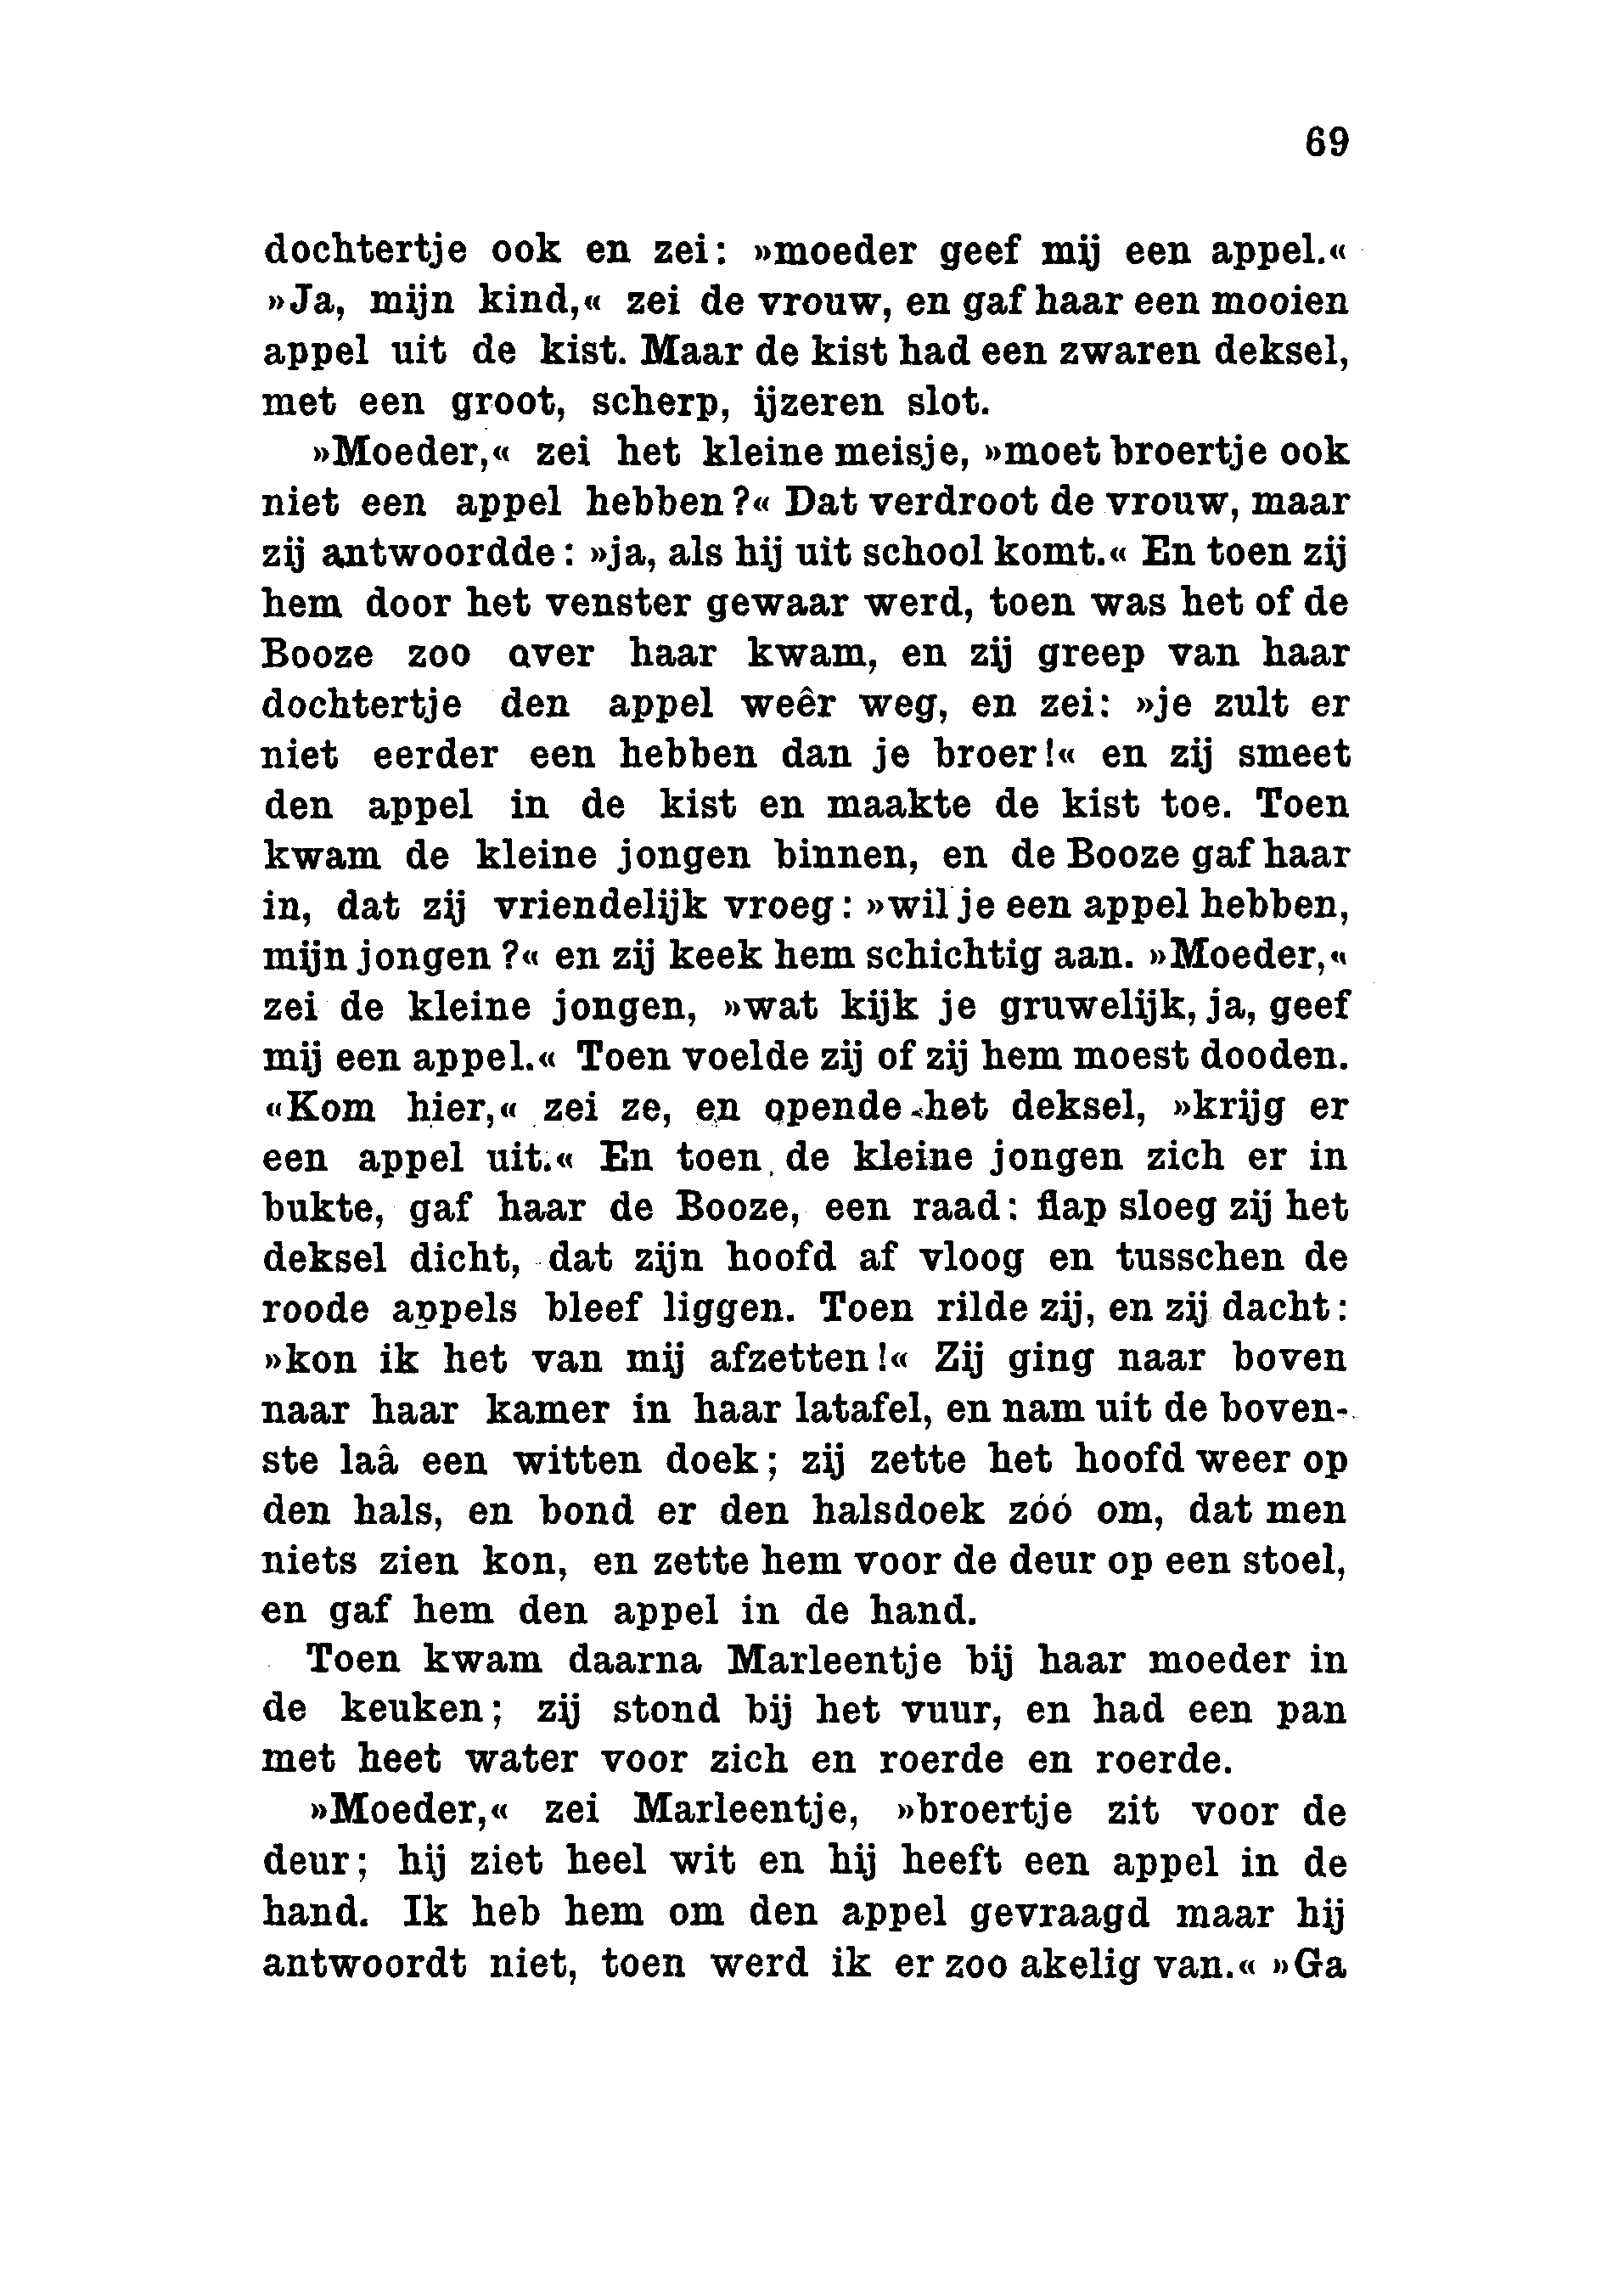 69
dochtertje ook en zei: »moeder geef mij een appel.«
»Ja, mijn kind,« zei de vrouw, en gaf haar een mooien
appel uit de kist. Maar de kist had een zwaren deksel,
met een groot, scherp, ijzeren slot.
»Moeder,« zei het kleine meisje, »moet broertje ook
niet een appel hebben?« Dat verdroot de vrouw, maar
zij antwoordde: »ja, als hij uit school komt.« En toen zij
hem door het venster gewaar werd, toen was het of de
Booze zoo over haar kwam, en zij greep van haar
dochtertje den appel weêr weg, en zei: »je zult er
niet eerder een hebben dan je broer!« en zij smeet
den appel in de kist en maakte de kist toe. Toen
kwam de kleine jongen binnen, en de Booze gaf haar
in, dat zij vriendelijk vroeg: »wil je een appel hebben,
mijn jongen?« en zij keek hem schichtig aan. »Moeder,«
zei de kleine jongen, »wat kijk je gruwelijk, ja, geef
mij een appel.« Toen voelde zij of zij hem moest dooden.
«Kom hier,« zei ze, en opende het deksel, »krijg er
een appel uit.« En toen de kleine jongen zich er in
bukte, gaf haar de Booze, een raad: flap sloeg zij het
deksel dicht, dat zijn hoofd af vloog en tusschen de
roode appels bleef liggen. Toen rilde zij, en zij dacht:
»kon ik het van mij afzetten!« Zij ging naar boven
naar haar kamer in haar latafel, en nam uit de boven-
ste laâ een witten doek; zij zette het hoofd weer op
den hals, en bond er den halsdoek zóó om, dat men
niets zien kon, en zette hem voor de deur op een stoel,
en gaf hem den appel in de hand.
Toen kwam daarna Marleentje bij haar moeder in
de keuken; zij stond bij het vuur, en had een pan
met heet water voor zich en roerde en roerde.
»Moeder,« zei Marleentje, »broertje zit voor de
deur; hij ziet heel wit en hij heeft een appel in de
hand. Ik heb hem om den appel gevraagd maar hij
antwoordt niet, toen werd ik er zoo akelig van.« »Ga